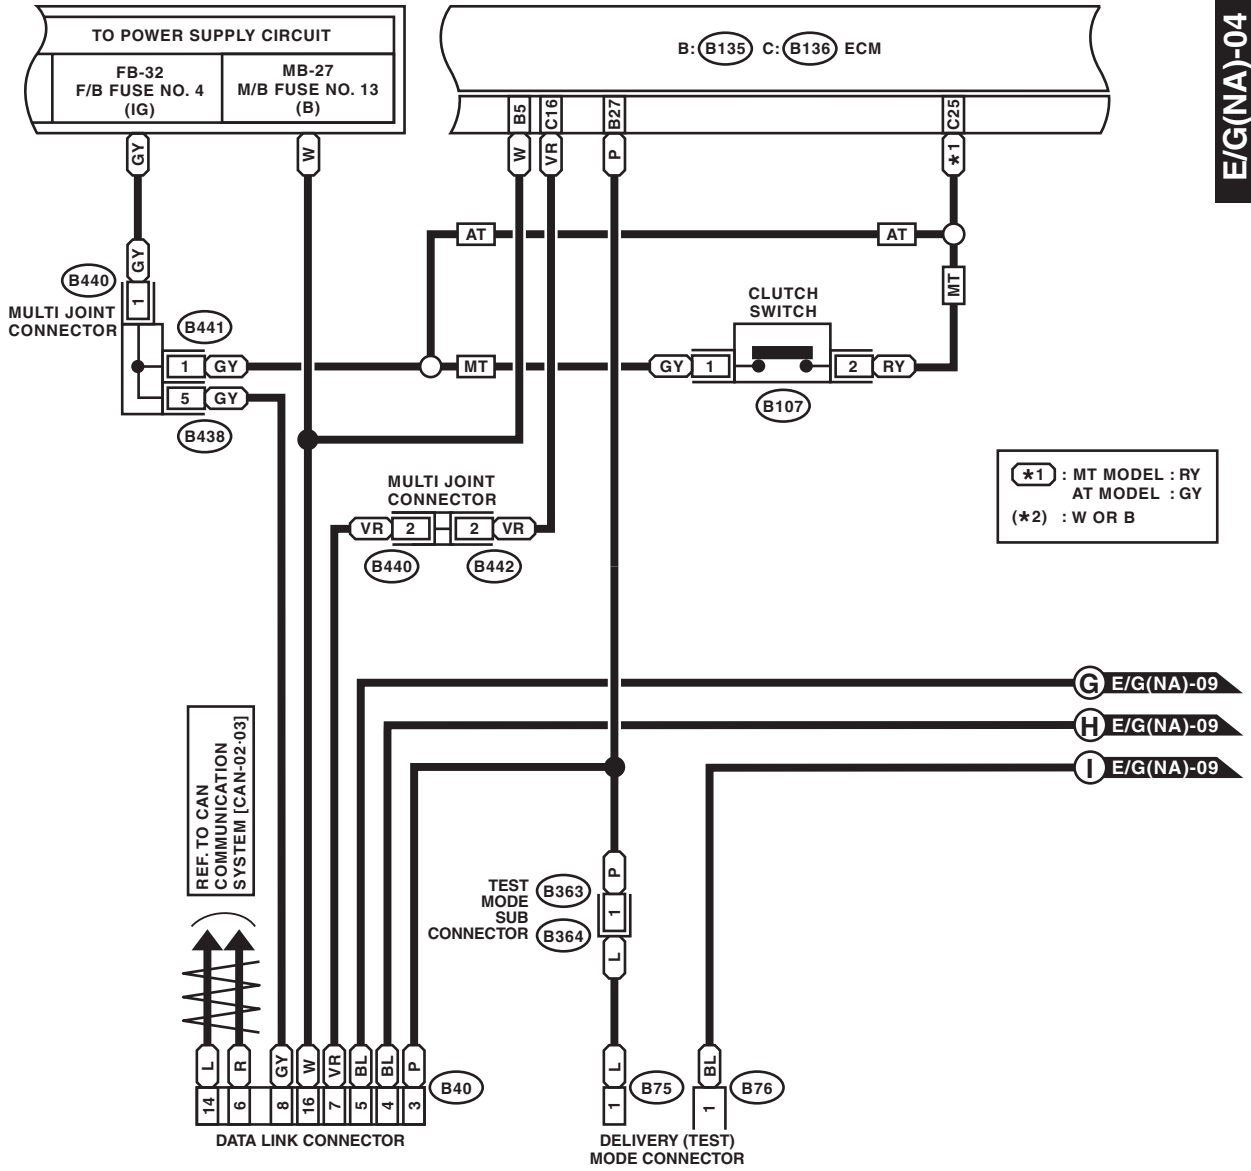 E/G(NA)-04
TO POWER SUPPLY CIRCUIT
FB-32
F/B FUSE NO. 4
(IG)
MB-27
M/B FUSE NO. 13
(B)
B: B135 C: B136 ECM
B5
C16
B27
C25
GY
W
W
VR
P
*1
AT
AT
GY
B440
1
MULTI JOINT
CONNECTOR
MT
CLUTCH
SWITCH
B441
1 GY
MT
GY 1
2 RY
5 GY
B107
B438
*1 : MT MODEL : RY
AT MODEL : GY
(*2) : W OR B
MULTI JOINT
CONNECTOR
VR 2
2 VR
B440
B442
G E/G(NA)-09
H E/G(NA)-09
I E/G(NA)-09
REF. TO CAN
COMMUNICATION
SYSTEM [CAN-02·03]
P
TEST
MODE
SUB
CONNECTOR
B363
1
B364
L
L
R
GY
W
VR
BL
BL
P
B40
14
6
8
16
7
5
4
3
DATA LINK CONNECTOR
L
B75
1
BL
B76
1
DELIVERY (TEST)
MODE CONNECTOR